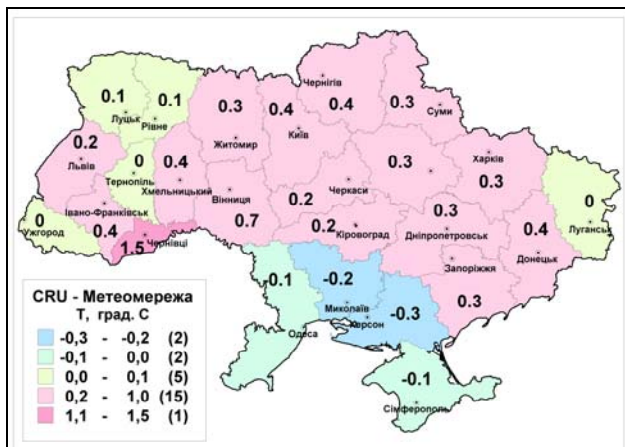 Чернігів
0.1
0.1
0.3
0.4
0.4
0.3
Луцьк
Рівне
Суми
Київ
Житомир
0.2
Львів
0
0.4
0.3
Харків
0.3
Тернопіль
Хмельницький
Черкаси
Вінниця
0.2
0
Івано-Франківськ
0.7
0.2
0.3
0.4
0
Ужгород
0.4
Кіровоград
Дніпропетровськ
Луганськ
1.5
Чернівці
Донецьк
Запоріжжя
-0.1
-0.2
0.3
Миколаїв
-0.3
Херсон
Одеса
-0.1
Сімферополь
CRU - Метеомережа
Т, град. С
-0,3 - -0,2 (2)
-0,1 - 0,0 (2)
0,0 - 0,1 (5)
0,2 - 1,0 (15)
1,1 - 1,5 (1)